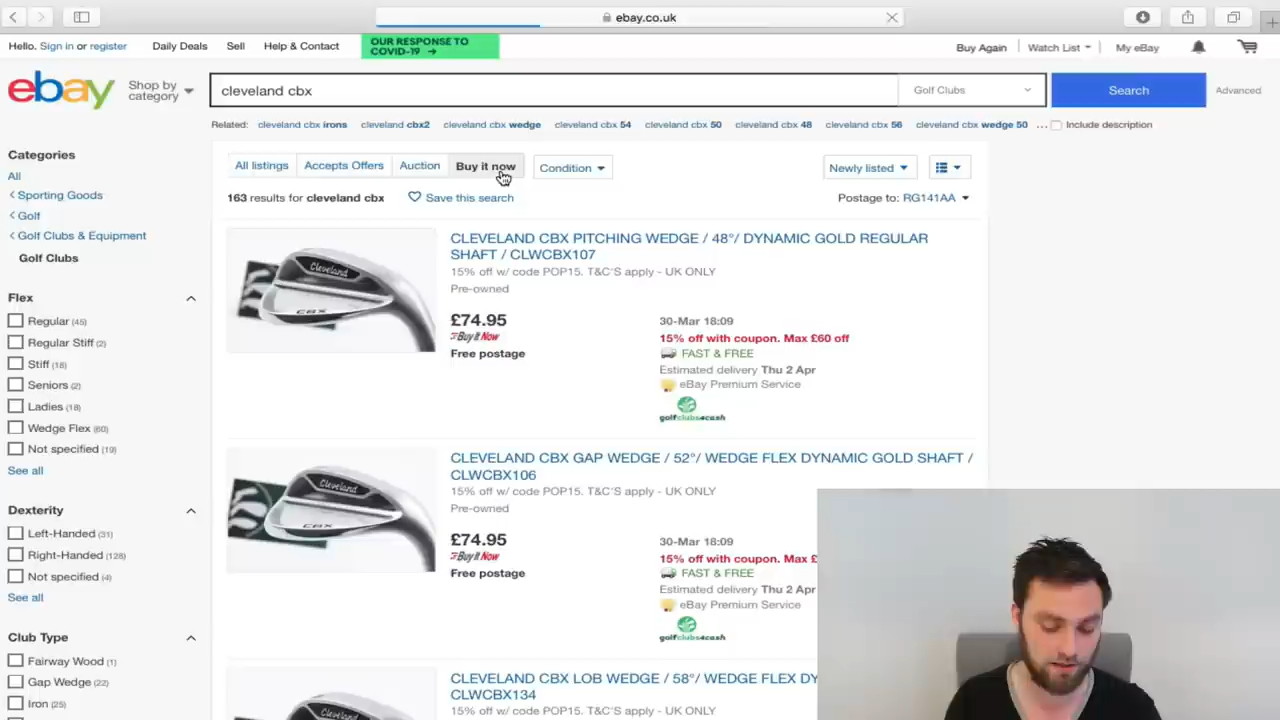 ebay.co.uk
Hello. Sign in or register
Daily Deals
Sell
Help & Contact
OUR RESPONSE TO
COVID-19 →
Buy Again
Watch List
My eBay
ebay
Shop by
category
cleveland cbx
Golf Clubs
Search
Advanced
Related: cleveland cbx irons cleveland cbx2 cleveland cbx wedge cleveland cbx 54 cleveland cbx 50 cleveland cbx 48 cleveland cbx 56 cleveland cbx wedge 50 ... Include description
Categories
All
Sporting Goods
Golf
Golf Clubs & Equipment
Golf Clubs
Flex
Regular (45)
Regular Stiff (2)
Stiff (18)
Seniors (2)
Ladies (18)
Wedge Flex (60)
Not specified (19)
See all
Dexterity
Left-Handed (31)
Right-Handed (128)
Not specified (4)
See all
Club Type
Fairway Wood (1)
Gap Wedge (22)
Iron (25)
All listings
Accepts Offers
Auction
Buy it now
Condition
Newly listed
163 results for cleveland cbx
Save this search
Postage to: RG141AA
Cleveland
CBX
CLEVELAND CBX PITCHING WEDGE / 48°/ DYNAMIC GOLD REGULAR
SHAFT / CLWCBX107
15% off w/ code POP15. T&C'S apply - UK ONLY
Pre-owned
£74.95
Buy It Now
Free postage
30-Mar 18:09
15% off with coupon. Max £60 off
FAST & FREE
Estimated delivery Thu 2 Apr
eBay Premium Service
golfclubs4cash
Cleveland
CBX
CLEVELAND CBX GAP WEDGE / 52°/ WEDGE FLEX DYNAMIC GOLD SHAFT /
CLWCBX106
15% off w/ code POP15. T&C'S apply - UK ONLY
Pre-owned
£74.95
Buy It Now
Free postage
30-Mar 18:09
15% off with coupon. Max £
FAST & FREE
Estimated delivery Thu 2 Apr
eBay Premium Service
golfclubs4cash
Cleveland
CLEVELAND CBX LOB WEDGE / 58°/ WEDGE FLEX DY
CLWCBX134
15% off w/ code POP15. T&C'S apply - UK ONLY